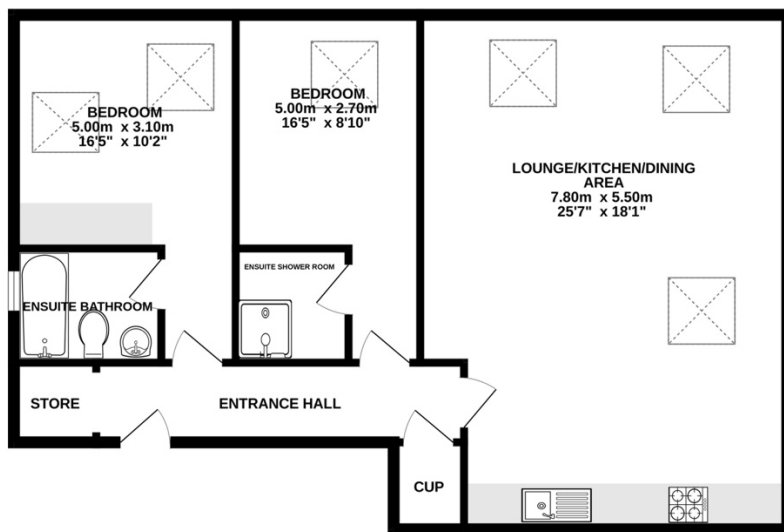 BEDROOM
5.00m x 3.10m
16'5" x 10'2"
BEDROOM
5.00m x 2.70m
16'5" x 8'10"
LOUNGE/KITCHEN/DINING
AREA
7.80m x 5.50m
25'7" x 18'1"
ENSUITE BATHROOM
ENSUITE SHOWER ROOM
STORE
ENTRANCE HALL
CUP